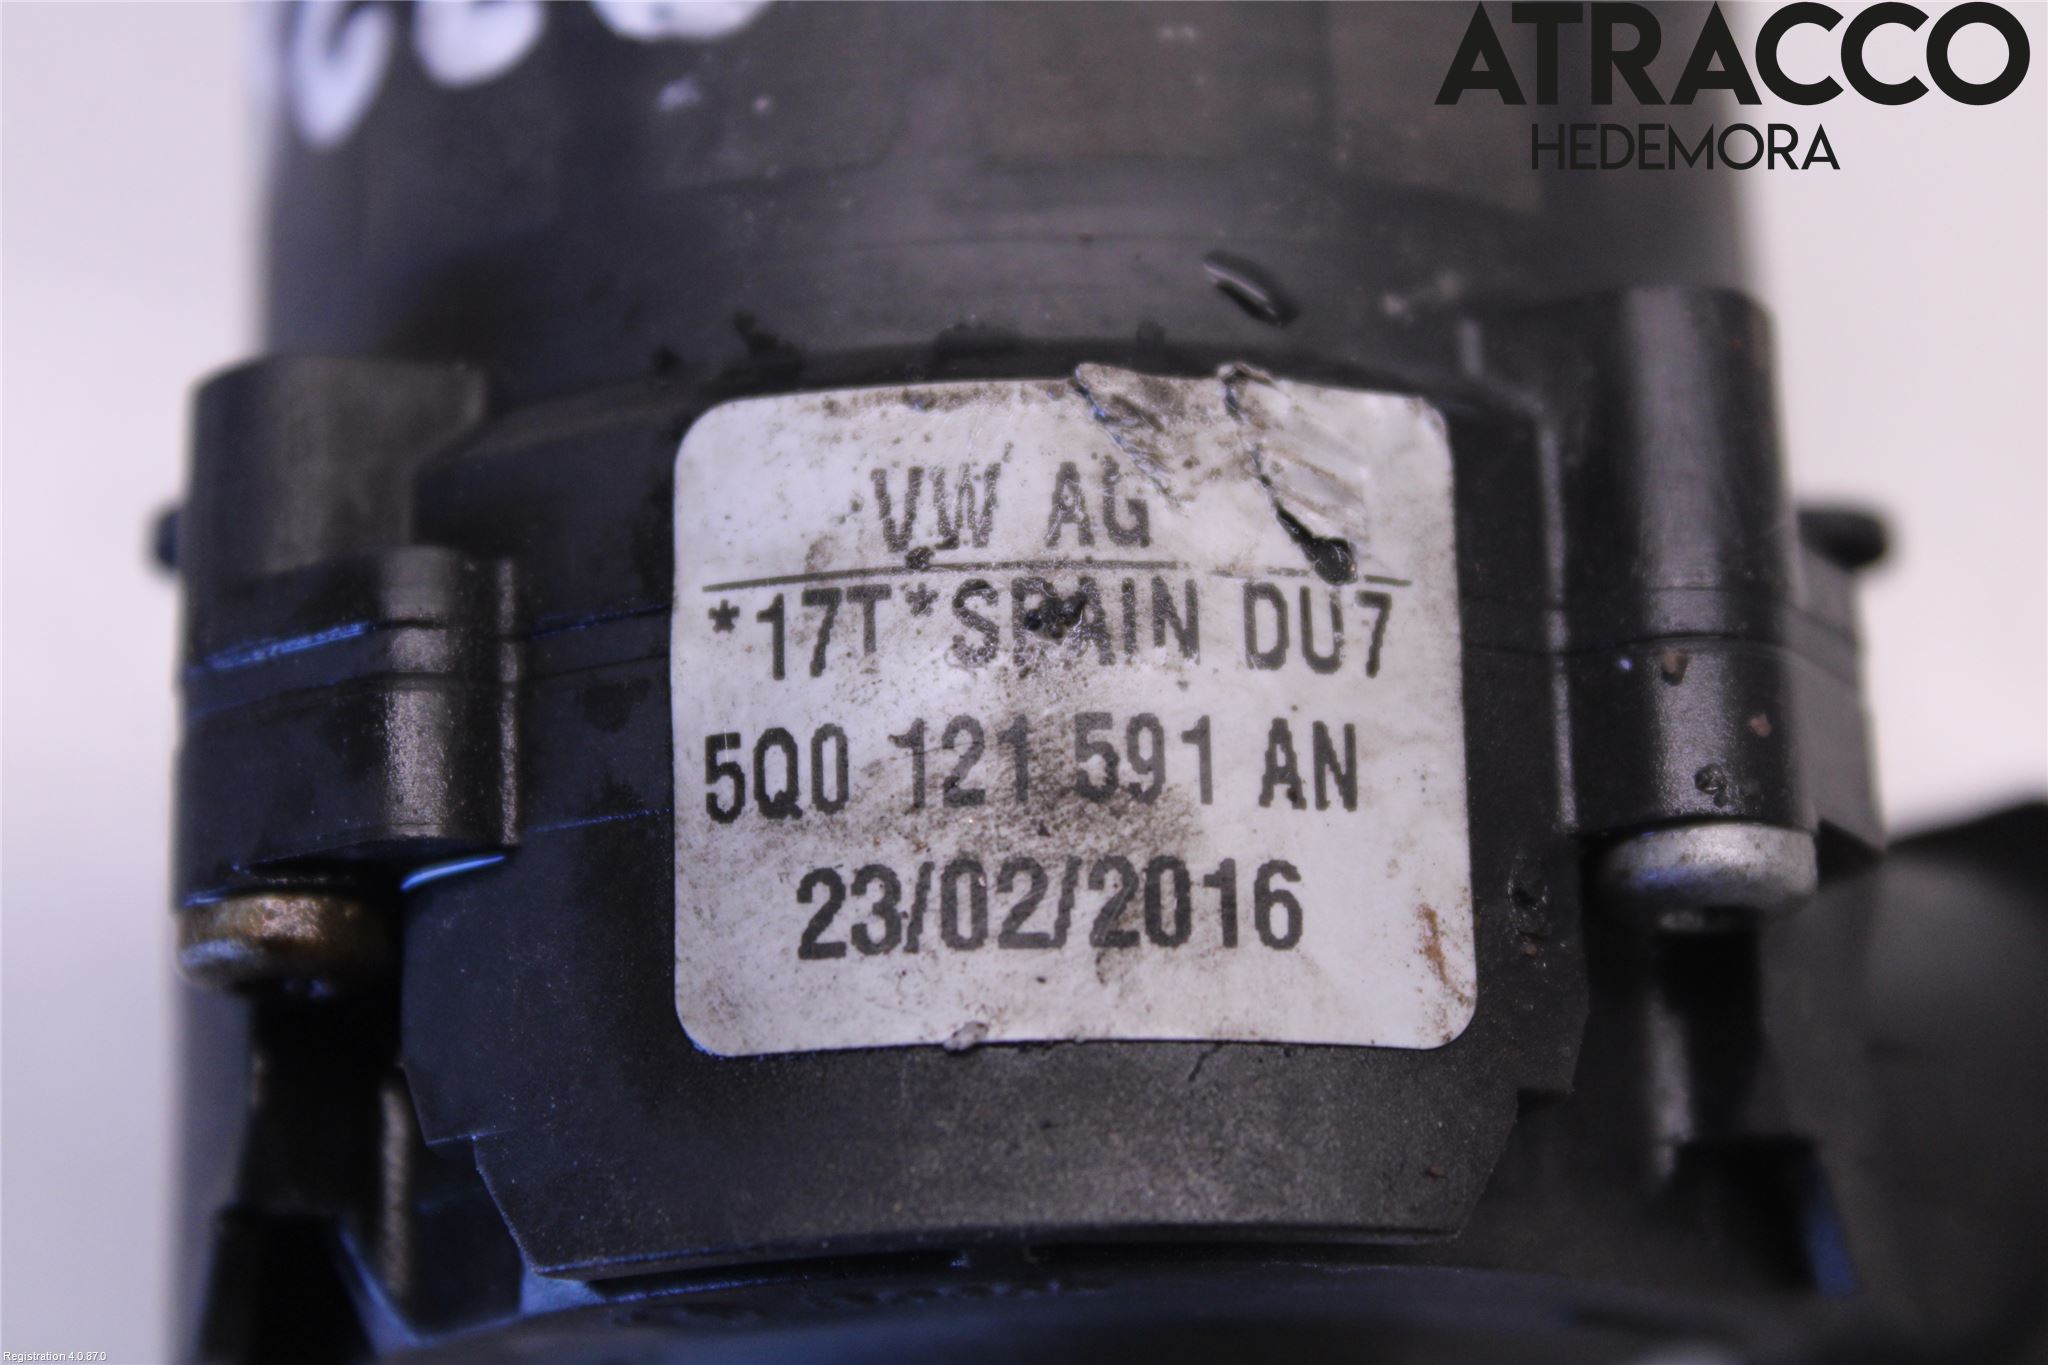 ATRACCO
HEDEMORA
VW AG
*17T*SPAIN DU7
5Q0 121 591 AN
23/02/2016
Registration 4.0.87.0